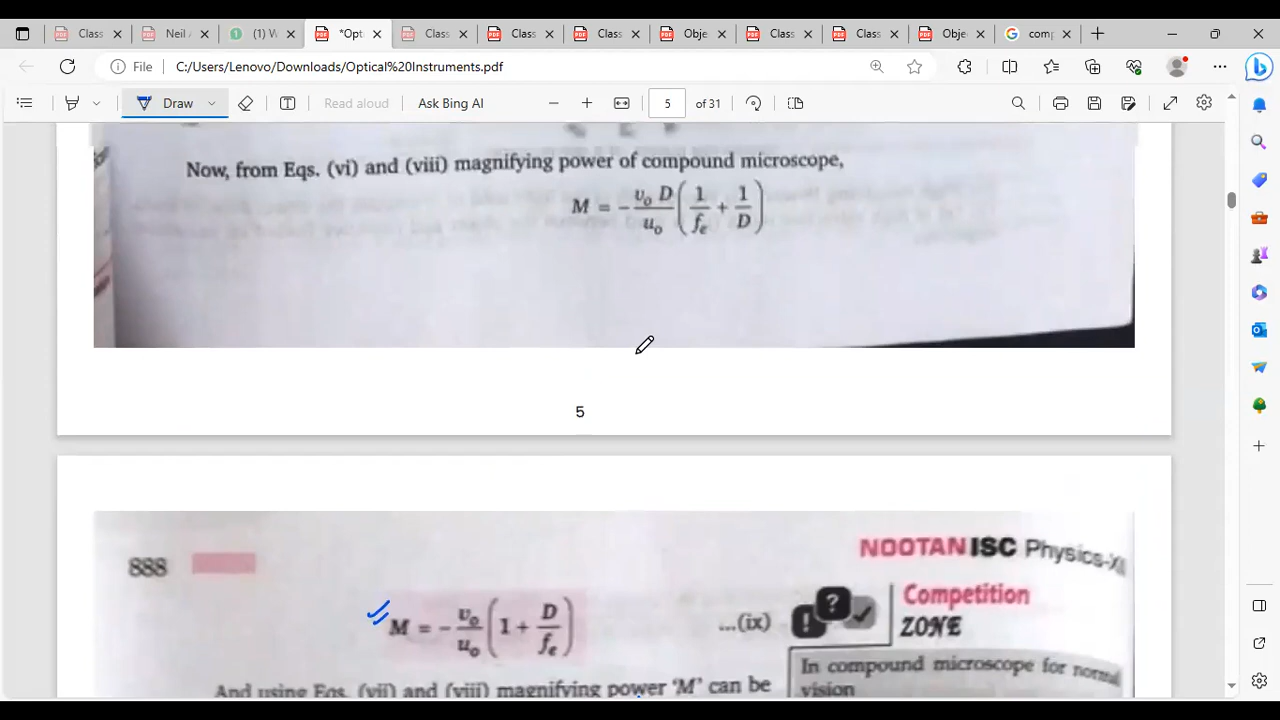 Class
Neil
(1) W
*Opti
Class
Class
Class
Obje
Class
Class
Obje
comp
File
C:/Users/Lenovo/Downloads/Optical%20Instruments.pdf
Draw
Read aloud
Ask Bing AI
5 of 31
Now, from Eqs. (vi) and (viii) magnifying power of compound microscope,
M = - v₀ D / u₀ ( 1 / fₑ + 1 / D )
5
888
NOOTAN ISC Physics-XI
Competition
ZONE
M = - v₀ / u₀ ( 1 + D / fₑ ) ...(ix)
In compound microscope for normal
vision
And using Eqs. (vii) and (viii) magnifying power 'M' can be